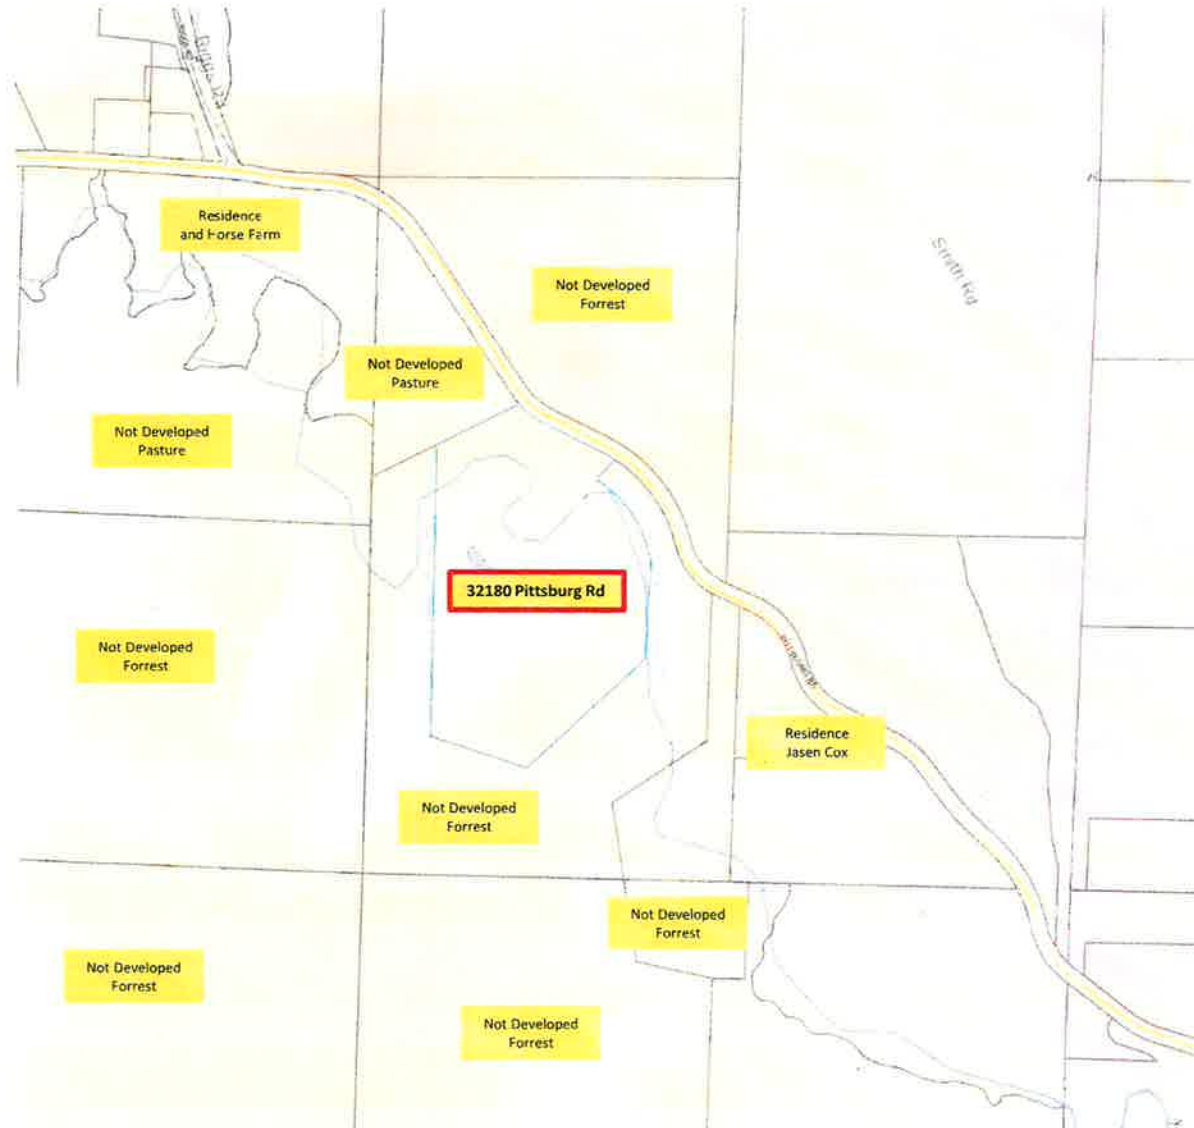 Residence
and Horse Farm
Smith Rd
Not Developed
Forrest
Not Developed
Pasture
Not Developed
Pasture
32180 Pittsburg Rd
Not Developed
Forrest
Residence
Jasen Cox
Not Developed
Forrest
Not Developed
Forrest
Not Developed
Forrest
Not Developed
Forrest